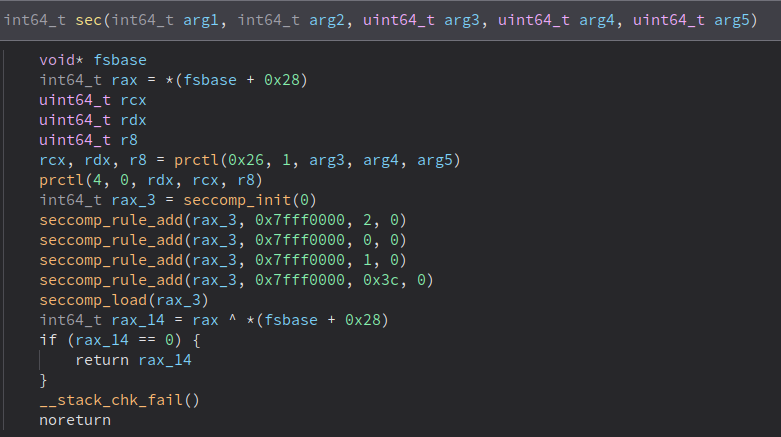 int64_t sec(int64_t arg1, int64_t arg2, uint64_t arg3, uint64_t arg4, uint64_t arg5)
void* fsbase
int64_t rax = *(fsbase + 0x28)
uint64_t rcx
uint64_t rdx
uint64_t r8
rcx, rdx, r8 = prctl(0x26, 1, arg3, arg4, arg5)
prctl(4, 0, rdx, rcx, r8)
int64_t rax_3 = seccomp_init(0)
seccomp_rule_add(rax_3, 0x7fff0000, 2, 0)
seccomp_rule_add(rax_3, 0x7fff0000, 0, 0)
seccomp_rule_add(rax_3, 0x7fff0000, 1, 0)
seccomp_rule_add(rax_3, 0x7fff0000, 0x3c, 0)
seccomp_load(rax_3)
int64_t rax_14 = rax ^ *(fsbase + 0x28)
if (rax_14 == 0) {
return rax_14
}
__stack_chk_fail()
noreturn